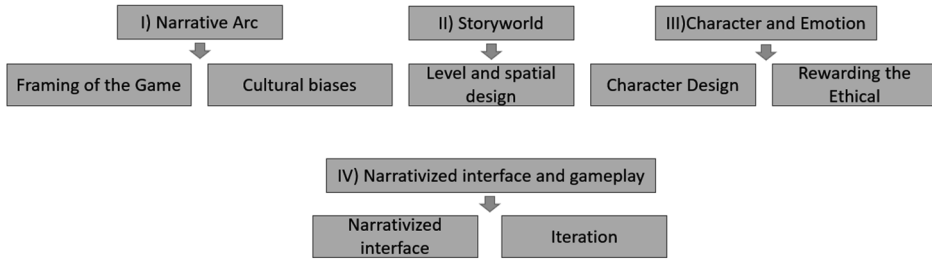 I) Narrative Arc
II) Storyworld
III)Character and Emotion
Framing of the Game
Cultural biases
Level and spatial
design
Character Design
Rewarding the
Ethical
IV) Narrativized interface and gameplay
Narrativized
interface
Iteration